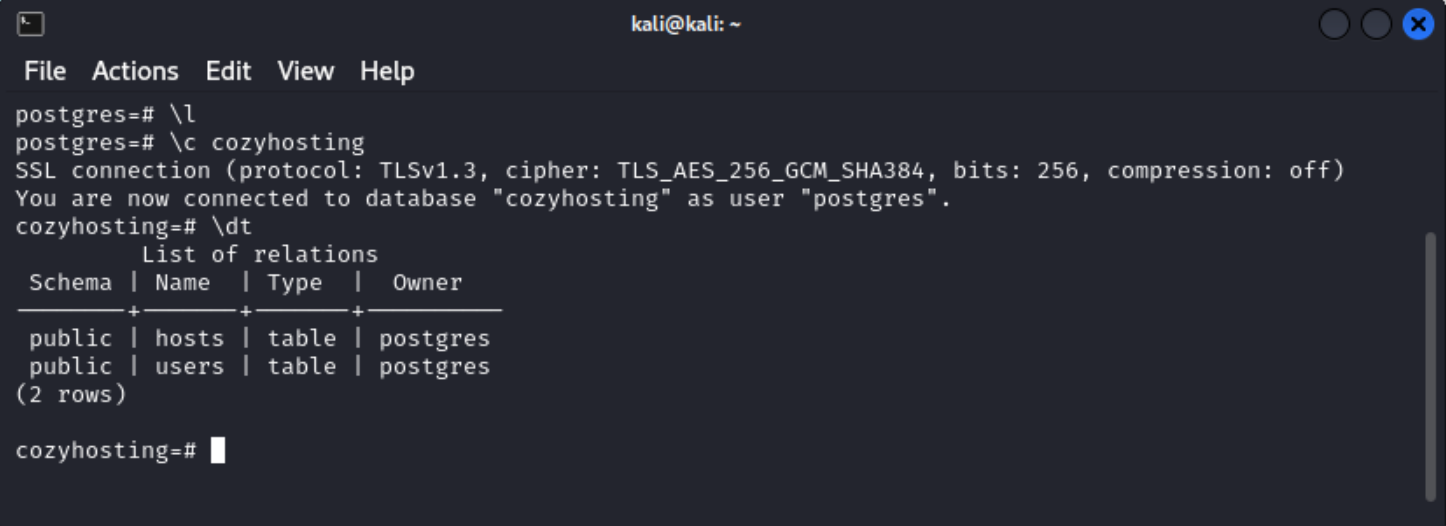 kali@kali: ~
File Actions Edit View Help
postgres=# \l
postgres=# \c cozyhosting
SSL connection (protocol: TLSv1.3, cipher: TLS_AES_256_GCM_SHA384, bits: 256, compression: off)
You are now connected to database "cozyhosting" as user "postgres".
cozyhosting=# \dt
         List of relations
 Schema | Name  | Type  |  Owner
--------+-------+-------+----------
 public | hosts | table | postgres
 public | users | table | postgres
(2 rows)
cozyhosting=#